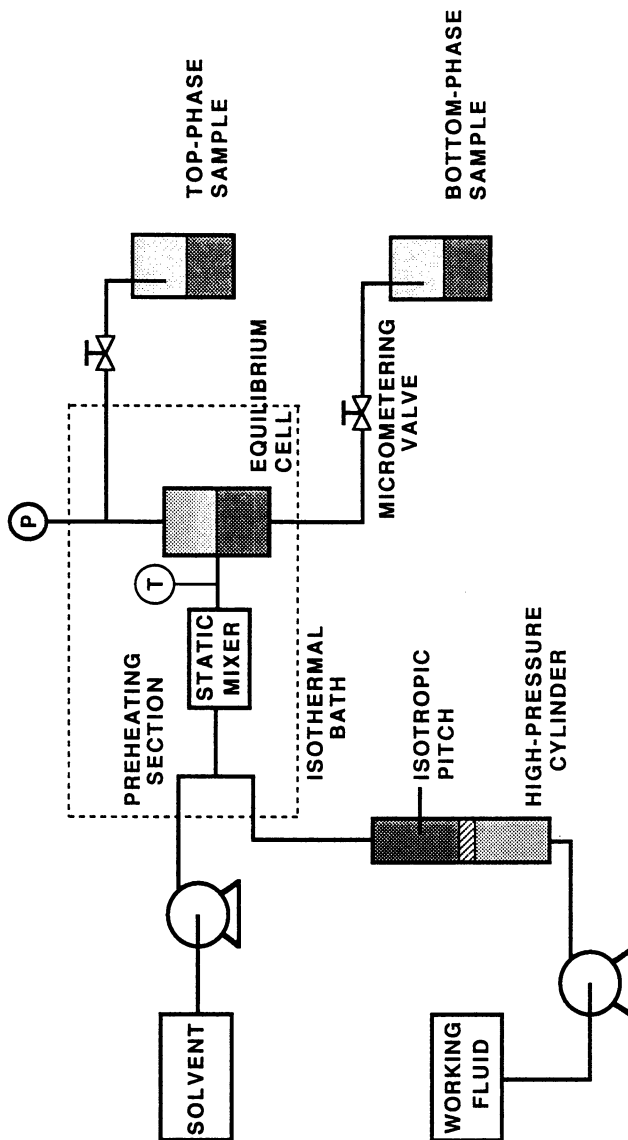 SOLVENT
WORKING
FLUID
PREHEATING
SECTION
STATIC
MIXER
T
P
ISOTHERMAL
BATH
EQUILIBRIUM
CELL
ISOTROPIC
PITCH
HIGH-PRESSURE
CYLINDER
MICROMETERING
VALVE
TOP-PHASE
SAMPLE
BOTTOM-PHASE
SAMPLE